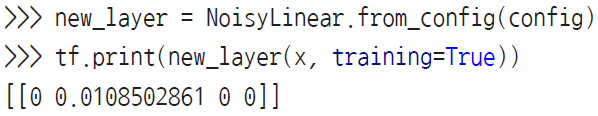 >>> new_layer = NoisyLinear.from_config(config)
>>> tf.print(new_layer(x, training=True))
[[0 0.0108502861 0 0]]